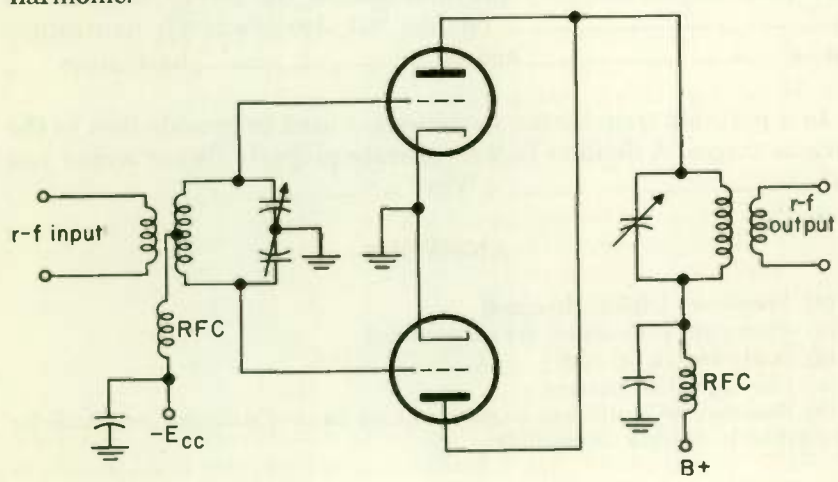 harmonic.
r-f input
RFC
-Ecc
r-f
output
RFC
B+